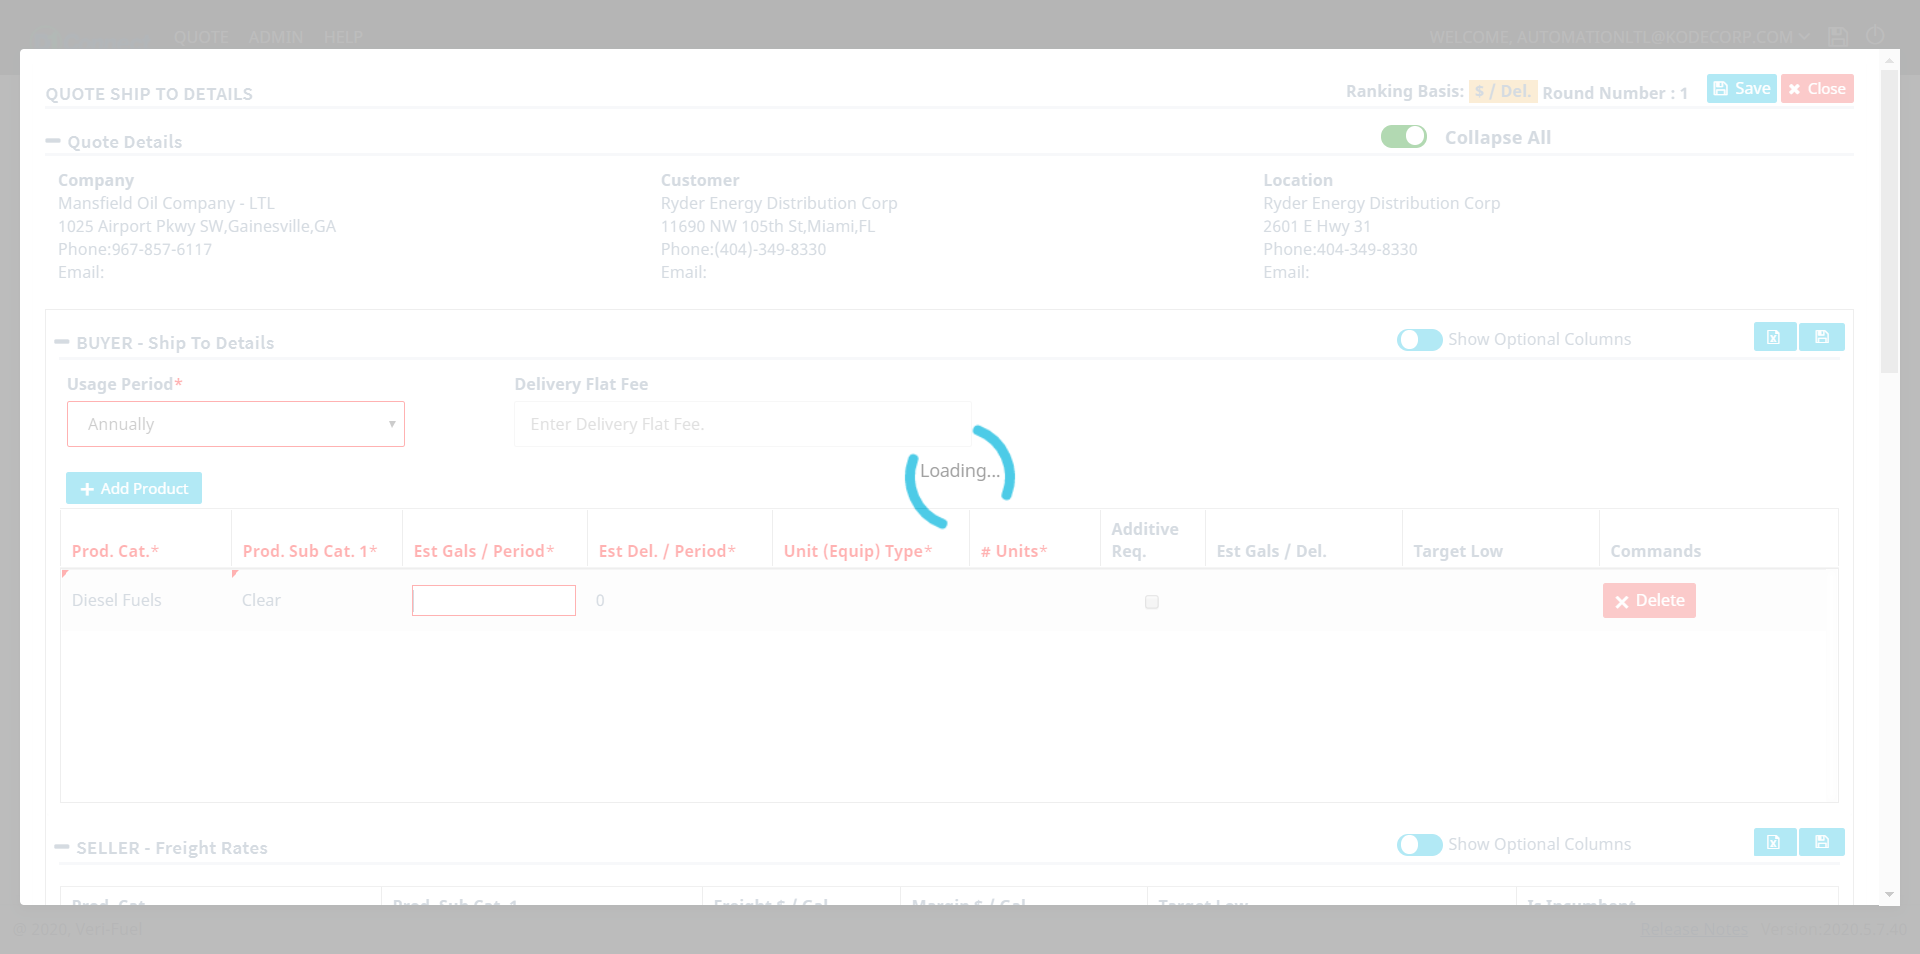 QUOTE ADMIN HELP
WELCOME, AUTOMATIONLTL@KODECORP.COM
QUOTE SHIP TO DETAILS
Ranking Basis: $ / Del. Round Number : 1
Save
Close
Quote Details
Collapse All
Company
Mansfield Oil Company - LTL
1025 Airport Pkwy SW,Gainesville,GA
Phone:967-857-6117
Email:
Customer
Ryder Energy Distribution Corp
11690 NW 105th St,Miami,FL
Phone:(404)-349-8330
Email:
Location
Ryder Energy Distribution Corp
2601 E Hwy 31
Phone:404-349-8330
Email:
BUYER - Ship To Details
Show Optional Columns
Usage Period*
Annually
Delivery Flat Fee
Enter Delivery Flat Fee.
Loading...
Add Product
Prod. Cat.*
Prod. Sub Cat. 1*
Est Gals / Period*
Est Del. / Period*
Unit (Equip) Type*
# Units*
Additive
Req.
Est Gals / Del.
Target Low
Commands
Diesel Fuels
Clear
0
Delete
SELLER - Freight Rates
Show Optional Columns
Prod. Cat.
Prod. Sub Cat. 1
Freight $ / Gal
Margin $ / Gal
Target Low
Is Incumbent
© 2020, Veri-Fuel
Release Notes